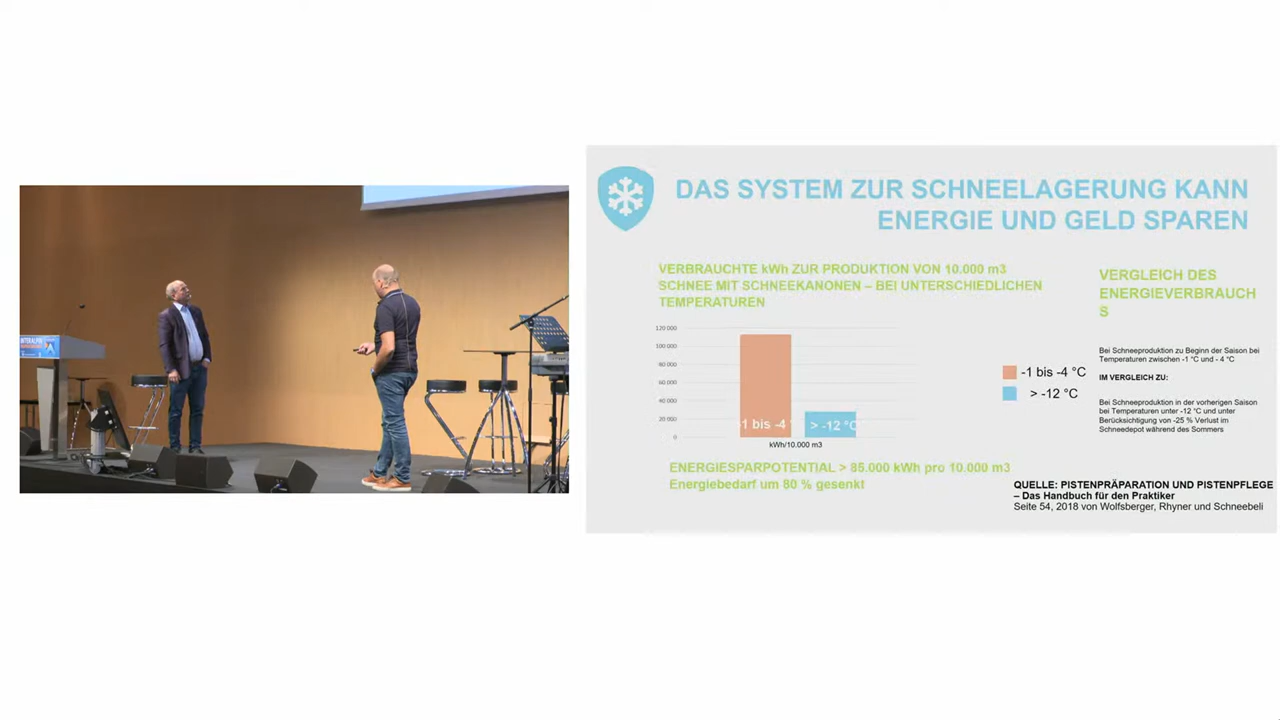 INTERALPIN
DAS SYSTEM ZUR SCHNEELAGERUNG KANN
ENERGIE UND GELD SPAREN
VERBRAUCHTE kWh ZUR PRODUKTION VON 10.000 m3
SCHNEE MIT SCHNEEKANONEN – BEI UNTERSCHIEDLICHEN
TEMPERATUREN
120 000
100 000
80 000
60 000
40 000
20 000
0
1 bis -4 °
> -12 °C
kWh/10.000 m3
-1 bis -4 °C
> -12 °C
VERGLEICH DES
ENERGIEVERBRAUCH
S
Bei Schneeproduktion zu Beginn der Saison bei
Temperaturen zwischen -1 °C und - 4 °C
IM VERGLEICH ZU:
Bei Schneeproduktion in der vorherigen Saison
bei Temperaturen unter -12 °C und unter
Berücksichtigung von -25 % Verlust im
Schneedepot während des Sommers
ENERGIESPARPOTENTIAL > 85.000 kWh pro 10.000 m3
Energiebedarf um 80 % gesenkt
QUELLE: PISTENPRÄPARATION UND PISTENPFLEGE
– Das Handbuch für den Praktiker
Seite 54, 2018 von Wolfsberger, Rhyner und Schneebeli